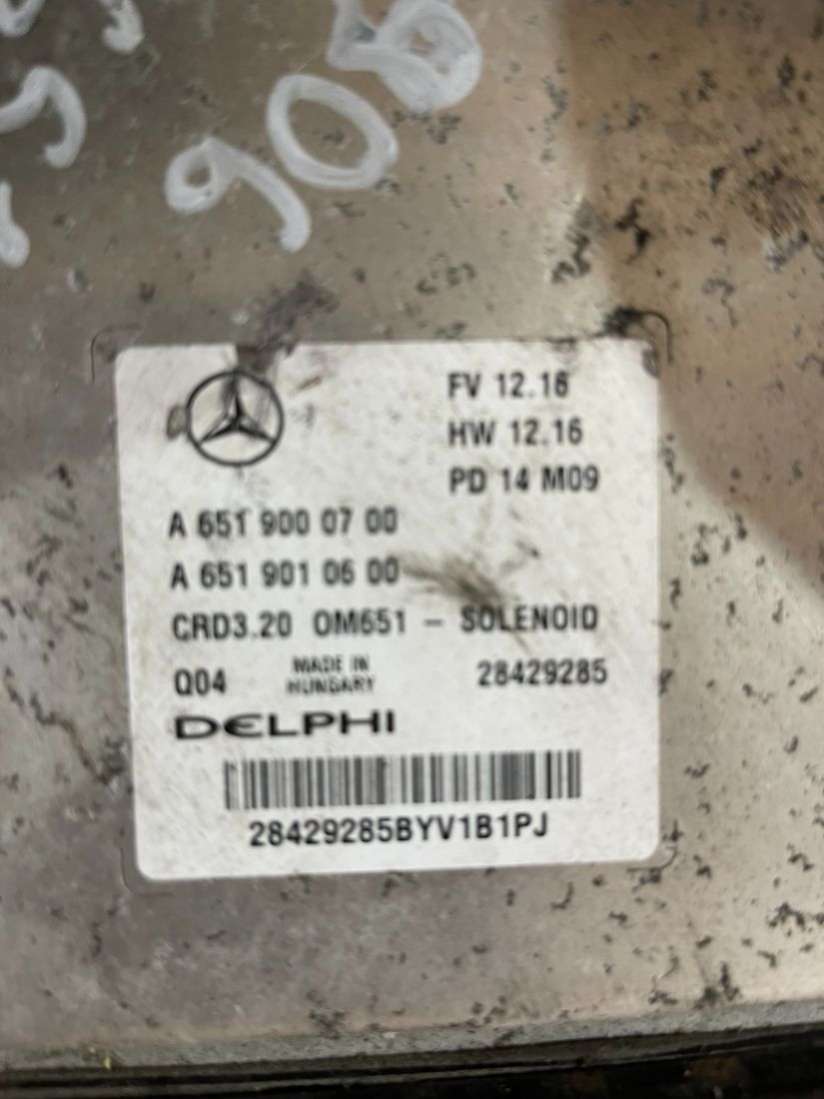 906
FV 12.16
HW 12.16
PD 14 M09
A 651 900 07 00
A 651 901 06 00
CRD3.20 OM651 - SOLENOID
Q04 MADE IN HUNGARY 28429285
DELPHI
28429285BYV1B1PJ